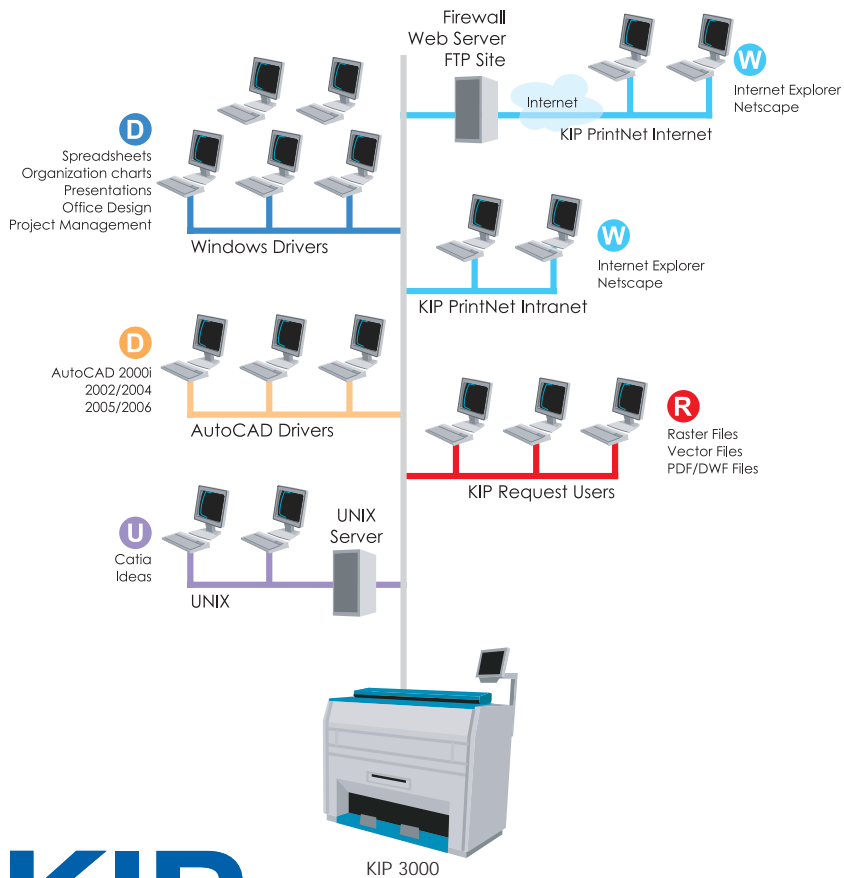 Firewall
Web Server
FTP Site
Internet
W
Internet Explorer
Netscape
KIP PrintNet Internet
D
Spreadsheets
Organization charts
Presentations
Office Design
Project Management
Windows Drivers
W
Internet Explorer
Netscape
KIP PrintNet Intranet
D
AutoCAD 2000i
2002/2004
2005/2006
AutoCAD Drivers
R
Raster Files
Vector Files
PDF/DWF Files
KIP Request Users
U
Catia
Ideas
UNIX
UNIX
Server
KIP 3000
KIP